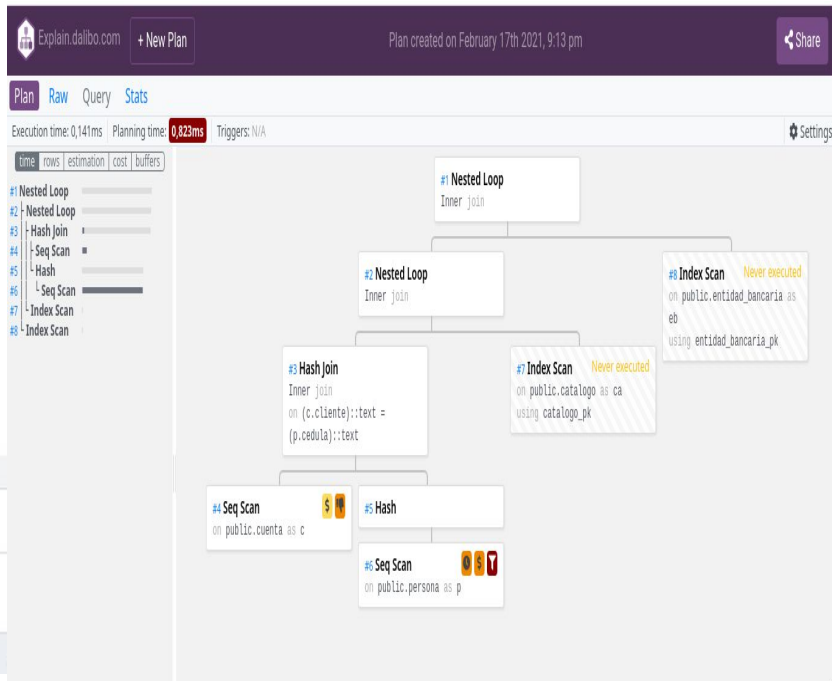 Explain.dalibo.com + New Plan Plan created on February 17th 2021, 9:13 pm Share
Plan Raw Query Stats
Execution time: 0,141ms Planning time: 0,823ms Triggers: N/A Settings
time rows estimation cost buffers
#1 Nested Loop
#2 Nested Loop
#3 Hash Join
#4 Seq Scan
#5 Hash
#6 Seq Scan
#7 Index Scan
#8 Index Scan
#1 Nested Loop
Inner join
#2 Nested Loop
Inner join
#8 Index Scan Never executed
on public.entidad_bancaria as
eb
using entidad_bancaria_pk
#3 Hash Join
Inner join
on (c.cliente)::text =
(p.cedula)::text
#7 Index Scan Never executed
on public.catalogo as ca
using catalogo_pk
#4 Seq Scan $
on public.cuenta as c
#5 Hash
#6 Seq Scan $
on public.persona as p